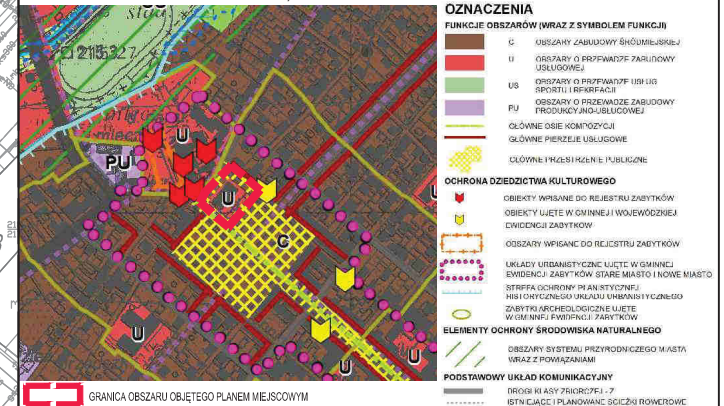 215.327
U
PU
U
C
U
U
U
U
GRANICA OBSZARU OBJĘTEGO PLANEM MIEJSCOWYM
OZNACZENIA
FUNKCJE OBSZARÓW (WRAZ Z SYMBOLEM FUNKCJI)
C OBSZARY ZABUDOWY ŚRÓDMIEJSKIEJ
U OBSZARY O PRZEWADZE ZABUDOWY
USŁUGOWEJ
US OBSZARY O PRZEWADZE USŁUG
SPORTU I REKREACJI
PU OBSZARY O PRZEWADZE ZABUDOWY
PRODUKCYJNO-USŁUGOWEJ
GŁÓWNE OSIE KOMPOZYCJI
GŁÓWNE PIERZEJE USŁUGOWE
GŁÓWNE PRZESTRZENIE PUBLICZNE
OCHRONA DZIEDZICTWA KULTUROWEGO
OBIEKTY WPISANE DO REJESTRU ZABYTKÓW
OBIEKTY UJĘTE W GMINNEJ I WOJEWÓDZKIEJ
EWIDENCJI ZABYTKÓW
OBSZARY WPISANE DO REJESTRU ZABYTKÓW
UKŁADY URBANISTYCZNE UJĘTE W GMINNEJ
EWIDENCJI ZABYTKÓW STARE MIASTO I NOWE MIASTO
STREFA OCHRONY PLANISTYCZNEJ
HISTORYCZNEGO UKŁADU URBANISTYCZNEGO
ZABYTKI ARCHEOLOGICZNE UJĘTE
W GMINNEJ EWIDENCJI ZABYTKÓW
ELEMENTY OCHRONY ŚRODOWISKA NATURALNEGO
OBSZARY SYSTEMU PRZYRODNICZEGO MIASTA
WRAZ Z POWIĄZANIAMI
PODSTAWOWY UKŁAD KOMUNIKACYJNY
DROGI KLASY ZBIORCZEJ - Z
ISTNIEJĄCE I PLANOWANE ŚCIEŻKI ROWEROWE